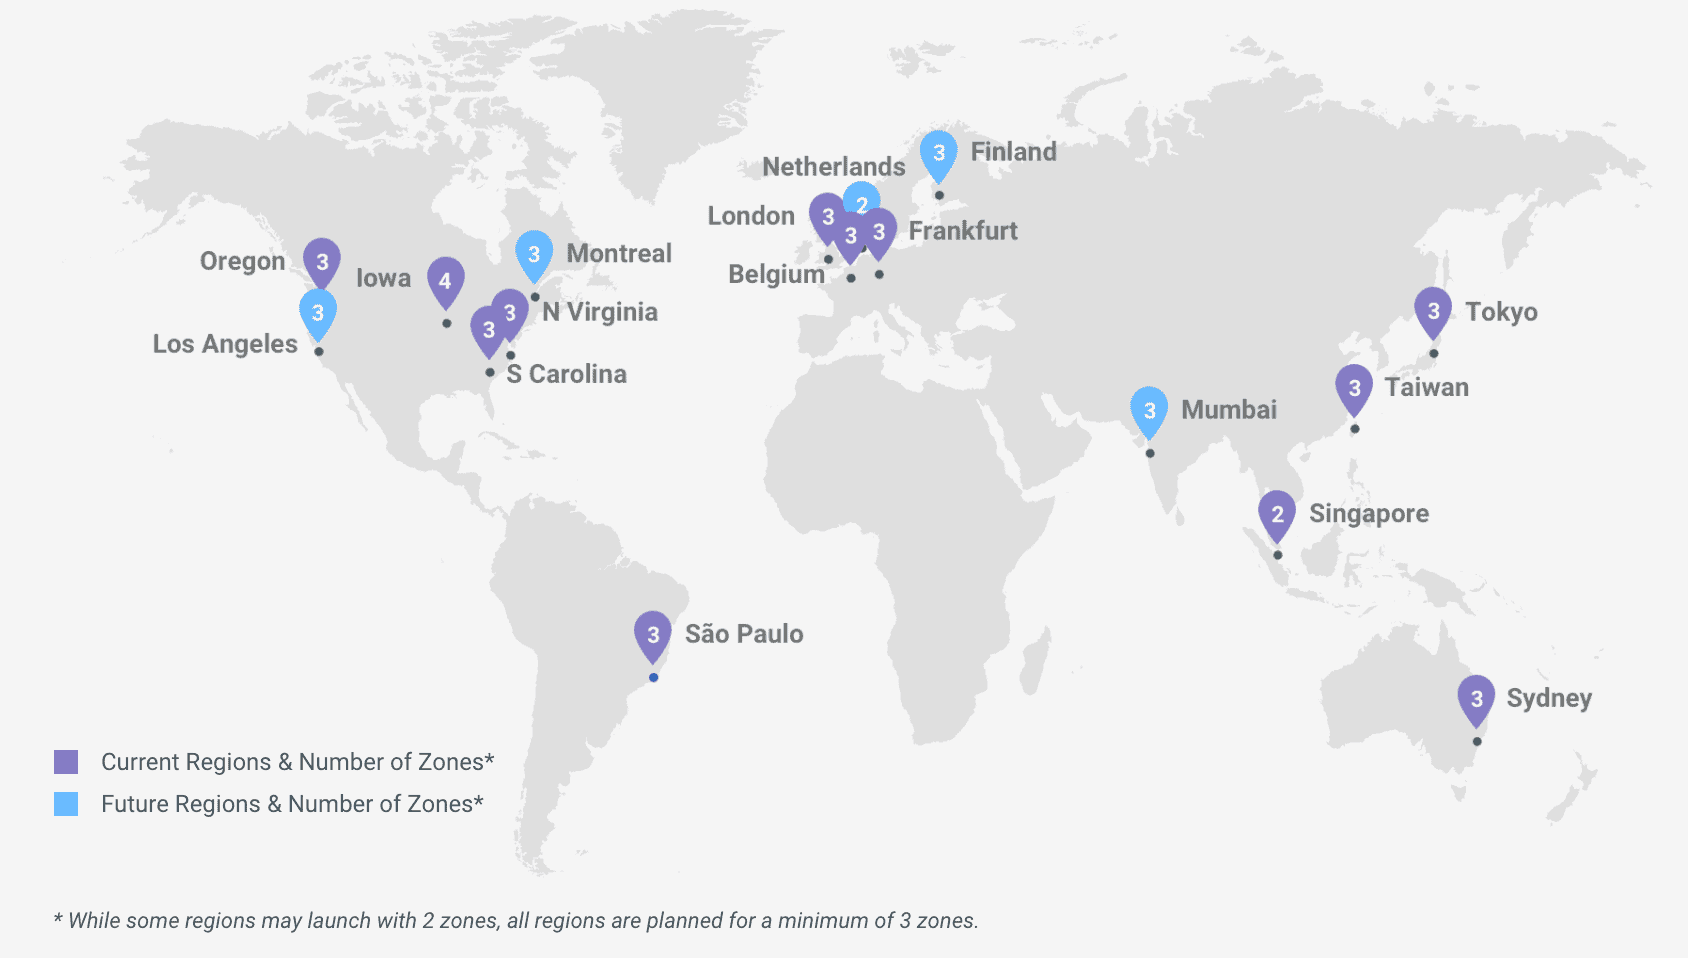 3 Finland
Netherlands
2
London 3
3
3 Frankfurt
Belgium
Oregon 3
Iowa 4
3 Montreal
3
Los Angeles
3 N Virginia
3
S Carolina
3 Tokyo
3 Taiwan
3 Mumbai
2 Singapore
3 São Paulo
3 Sydney
Current Regions & Number of Zones*
Future Regions & Number of Zones*
* While some regions may launch with 2 zones, all regions are planned for a minimum of 3 zones.